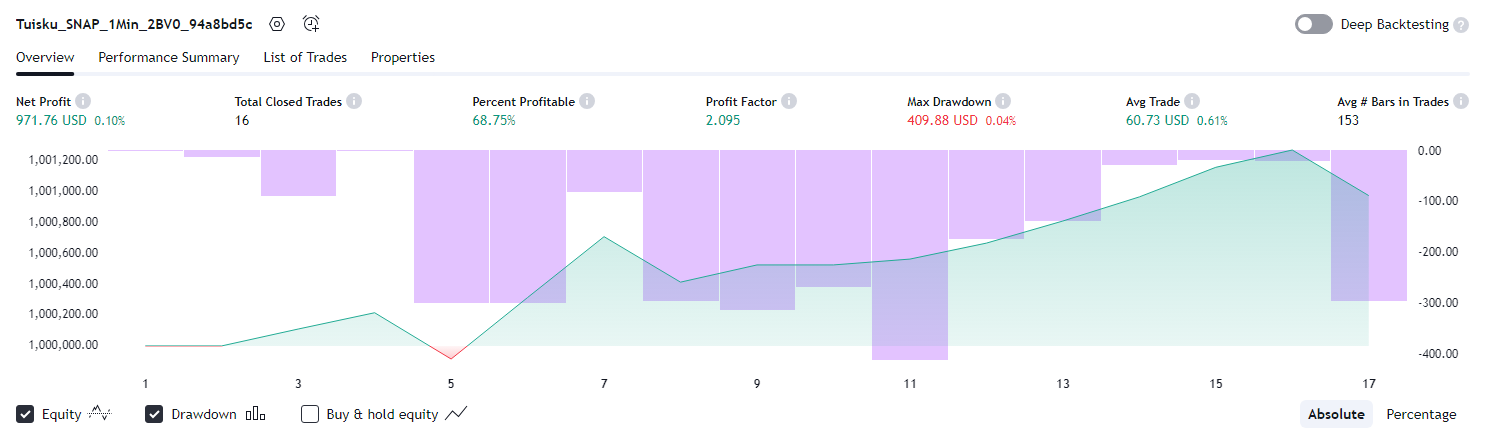 Tuisku_SNAP_1Min_2BV0_94a8bd5c Deep Backtesting ?
Overview Performance Summary List of Trades Properties
Net Profit i Total Closed Trades i Percent Profitable i Profit Factor i Max Drawdown i Avg Trade i Avg # Bars in Trades i
971.76 USD 0.10% 16 68.75% 2.095 409.88 USD 0.04% 60.73 USD 0.61% 153
1,001,200.00 0.00
1,001,000.00 -100.00
1,000,800.00
1,000,600.00 -200.00
1,000,400.00 -300.00
1,000,200.00
1,000,000.00 -400.00
1 3 5 7 9 11 13 15 17
Equity Drawdown Buy & hold equity Absolute Percentage